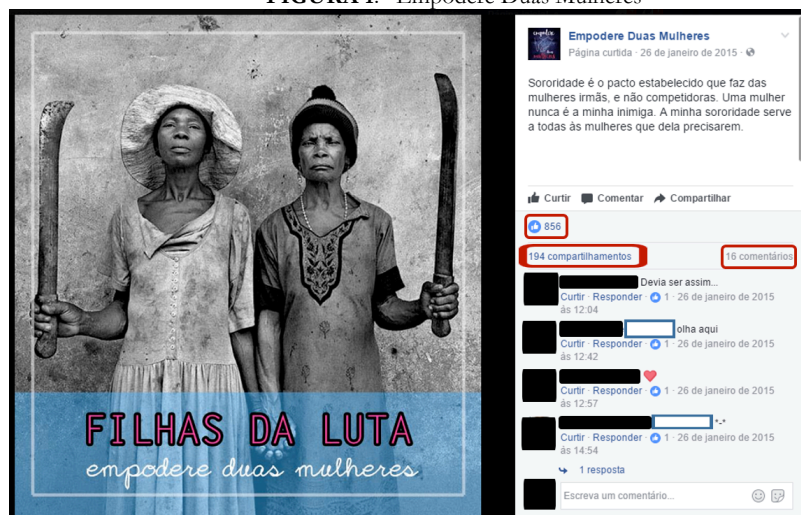 FIGURA I. Empodere Duas Mulheres
FILHAS DA LUTA
empodere duas mulheres
Empodere Duas Mulheres
Página curtida · 26 de janeiro de 2015 ·
Sororidade é o pacto estabelecido que faz das
mulheres irmãs, e não competidoras. Uma mulher
nunca é a minha inimiga. A minha sororidade serve
a todas às mulheres que dela precisarem.
Curtir Comentar Compartilhar
856
194 compartilhamentos 16 comentários
Devia ser assim...
Curtir · Responder · 1 · 26 de janeiro de 2015
às 12:04
olha aqui
Curtir · Responder · 1 · 26 de janeiro de 2015
às 12:42
Curtir · Responder · 1 · 26 de janeiro de 2015
às 12:57
*-*
Curtir · Responder · 1 · 26 de janeiro de 2015
às 14:54
1 resposta
Escreva um comentário...